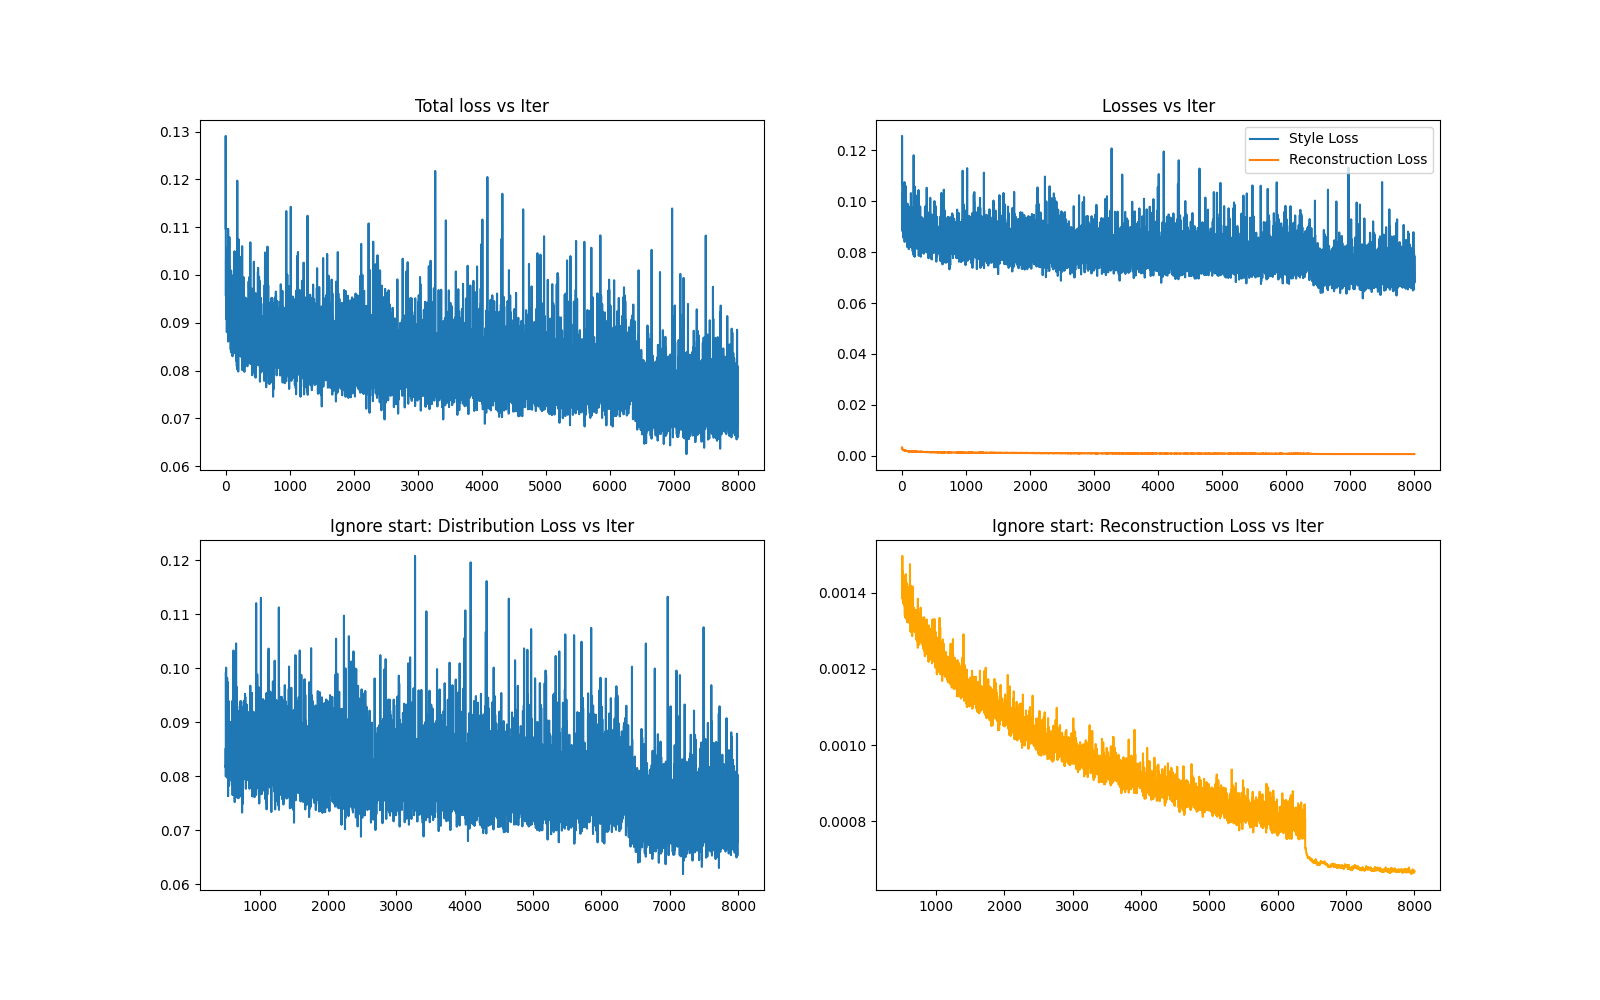 Total loss vs Iter
0.13
0.12
0.11
0.10
0.09
0.08
0.07
0.06
0 1000 2000 3000 4000 5000 6000 7000 8000
Losses vs Iter
Style Loss
Reconstruction Loss
0.12
0.10
0.08
0.06
0.04
0.02
0.00
0 1000 2000 3000 4000 5000 6000 7000 8000
Ignore start: Distribution Loss vs Iter
0.12
0.11
0.10
0.09
0.08
0.07
0.06
1000 2000 3000 4000 5000 6000 7000 8000
Ignore start: Reconstruction Loss vs Iter
0.0014
0.0012
0.0010
0.0008
1000 2000 3000 4000 5000 6000 7000 8000